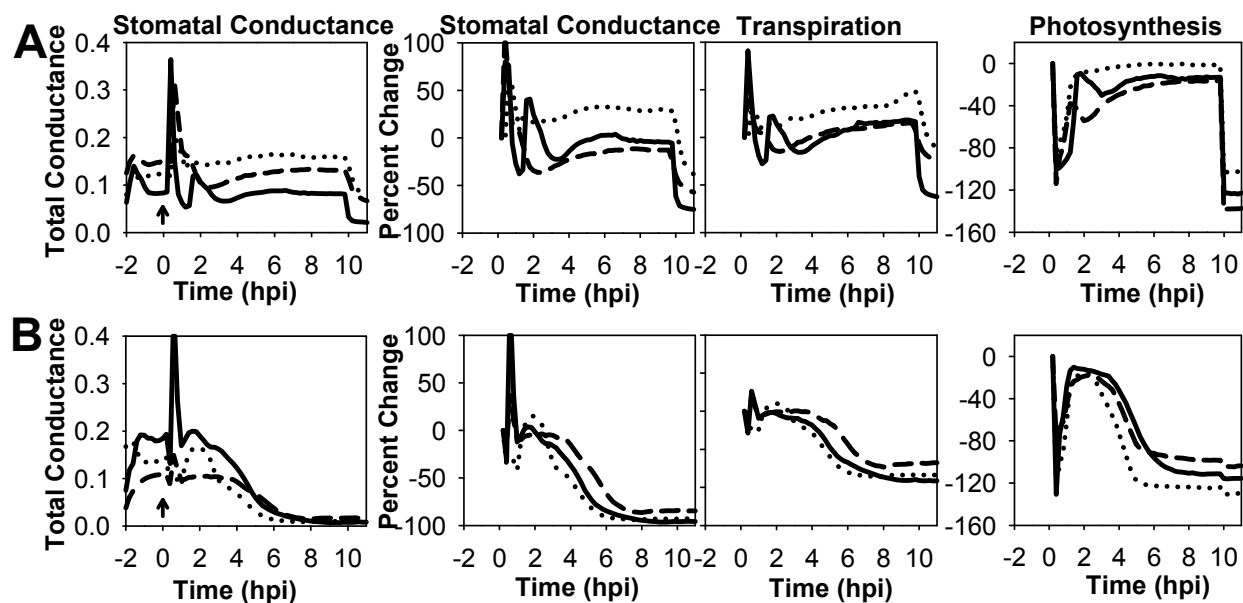 A
Stomatal Conductance
Stomatal Conductance
Transpiration
Photosynthesis
Total Conductance
0.4
0.3
0.2
0.1
0.0
-2 0 2 4 6 8 10
Time (hpi)
Percent Change
100
50
0
-50
-100
-2 0 2 4 6 8 10
Time (hpi)
-2 0 2 4 6 8 10
Time (hpi)
0
-40
-80
-120
-160
-2 0 2 4 6 8 10
Time (hpi)
B
Total Conductance
0.4
0.3
0.2
0.1
0.0
-2 0 2 4 6 8 10
Time (hpi)
Percent Change
100
50
0
-50
-100
-2 0 2 4 6 8 10
Time (hpi)
-2 0 2 4 6 8 10
Time (hpi)
0
-40
-80
-120
-160
-2 0 2 4 6 8 10
Time (hpi)